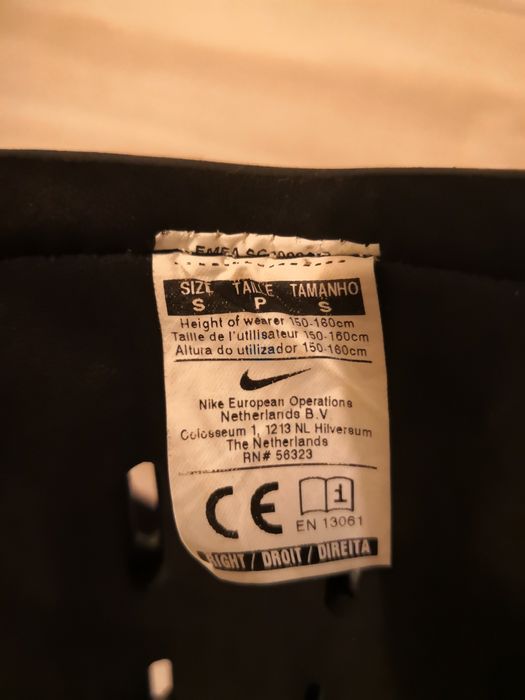 SIZE TAILLE TAMANHO
S P S
Height of wearer 150-160cm
Taille de l'utilisateur 150-160cm
Altura do utilizador 150-160cm
Nike European Operations
Netherlands B.V
Colosseum 1, 1213 NL Hilversum
The Netherlands
RN# 56323
CE i
EN 13061
RIGHT / DROIT / DIREITA